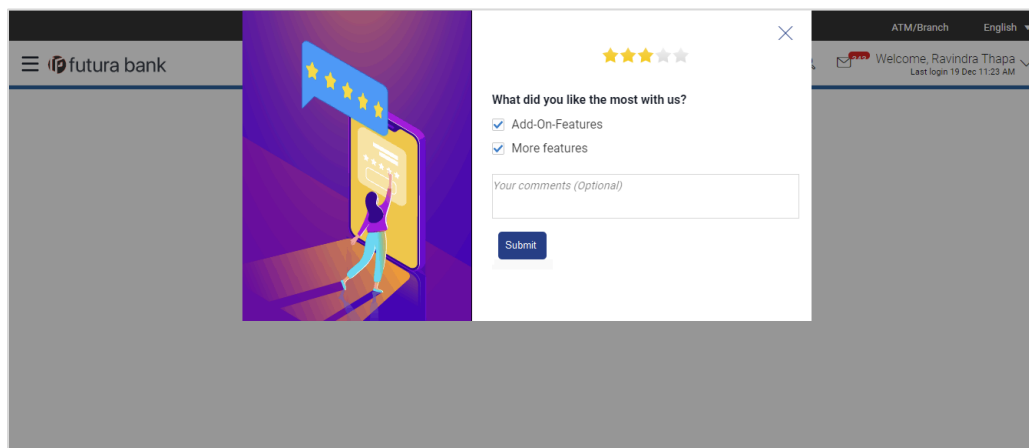 ATM/Branch English
futura bank
Welcome, Ravindra Thapa
Last login 19 Dec 11:23 AM
What did you like the most with us?
Add-On-Features
More features
Your comments (Optional)
Submit